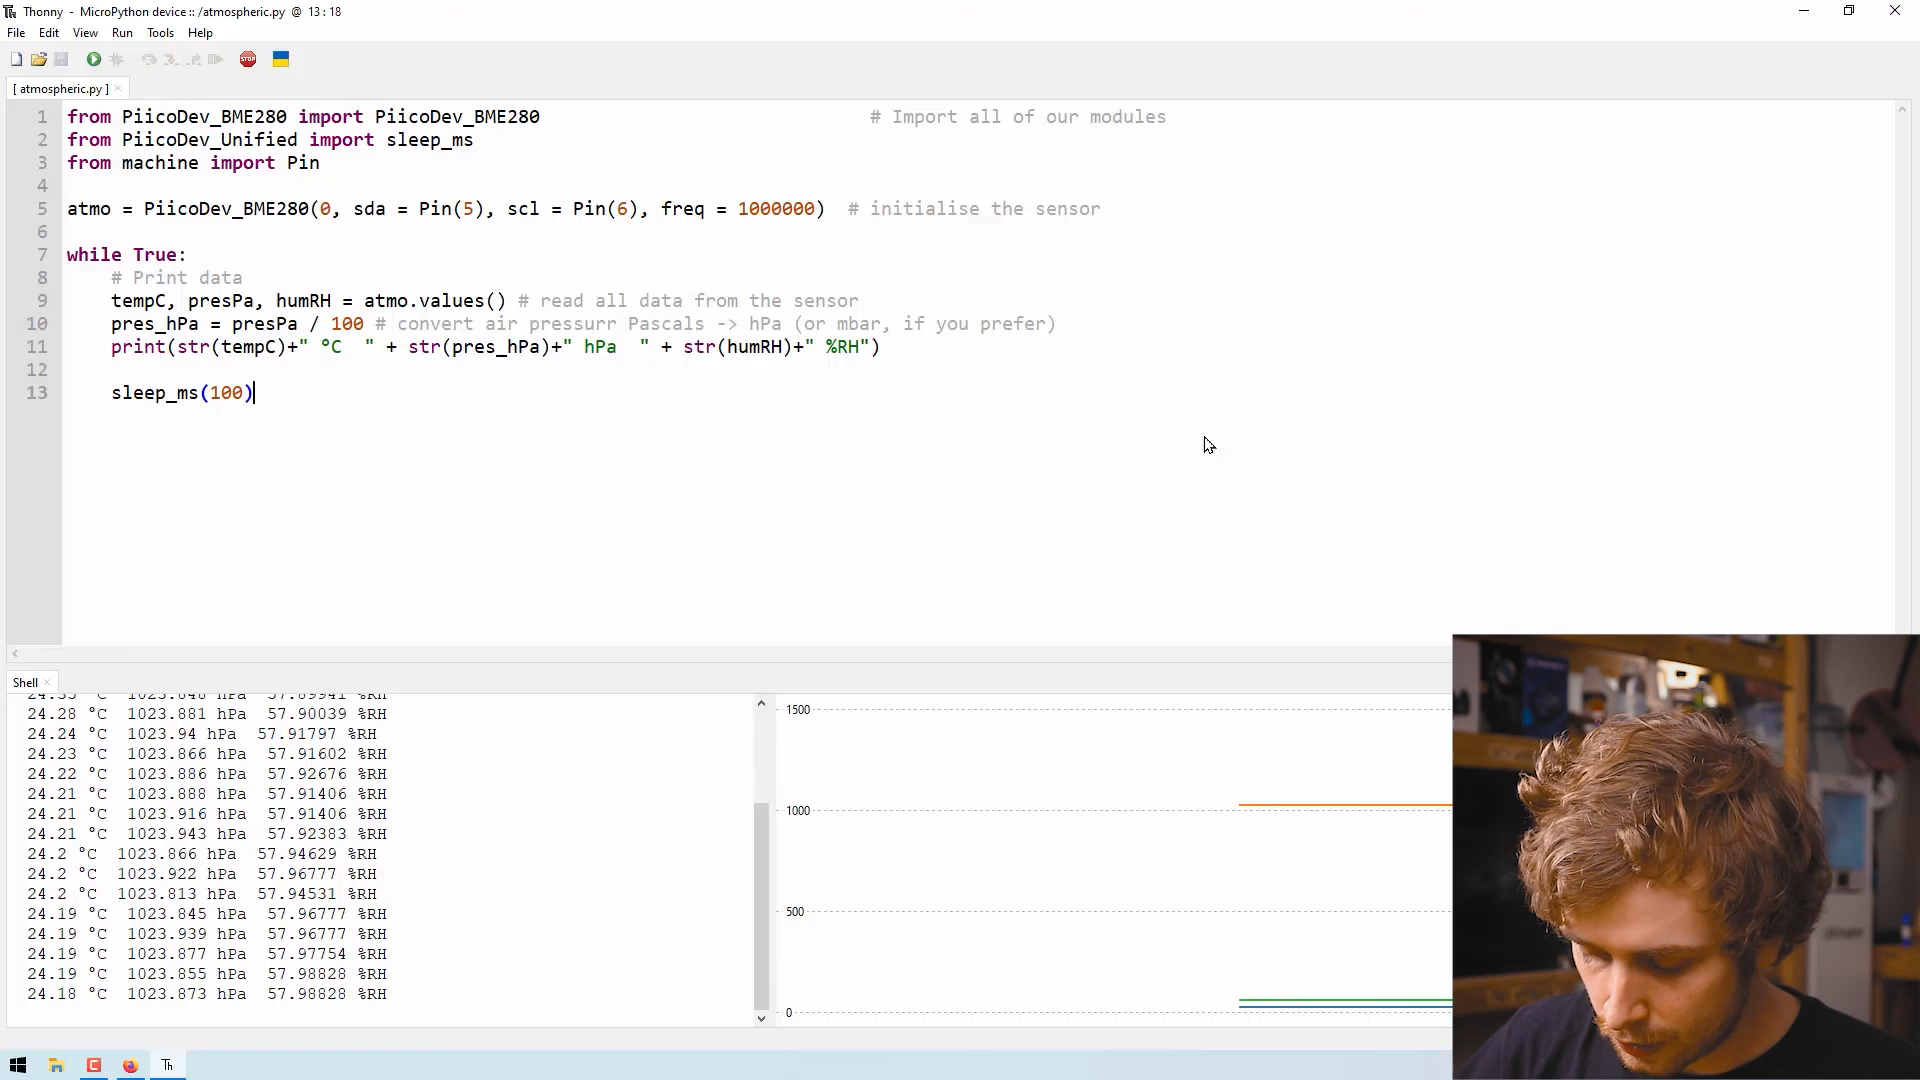 Thonny - MicroPython device :: /atmospheric.py @ 13 : 18
File Edit View Run Tools Help
STOP
[ atmospheric.py ] ×
1 from PiicoDev_BME280 import PiicoDev_BME280 # Import all of our modules
2 from PiicoDev_Unified import sleep_ms
3 from machine import Pin
4
5 atmo = PiicoDev_BME280(0, sda = Pin(5), scl = Pin(6), freq = 1000000) # initialise the sensor
6
7 while True:
8 # Print data
9 tempC, presPa, humRH = atmo.values() # read all data from the sensor
10 pres_hPa = presPa / 100 # convert air pressurr Pascals -> hPa (or mbar, if you prefer)
11 print(str(tempC)+" °C " + str(pres_hPa)+" hPa " + str(humRH)+" %RH")
12
13 sleep_ms(100)
Shell ×
24.28 °C 1023.881 hPa 57.90039 %RH
24.24 °C 1023.94 hPa 57.91797 %RH
24.23 °C 1023.866 hPa 57.91602 %RH
24.22 °C 1023.886 hPa 57.92676 %RH
24.21 °C 1023.888 hPa 57.91406 %RH
24.21 °C 1023.916 hPa 57.91406 %RH
24.21 °C 1023.943 hPa 57.92383 %RH
24.2 °C 1023.866 hPa 57.94629 %RH
24.2 °C 1023.922 hPa 57.96777 %RH
24.2 °C 1023.813 hPa 57.94531 %RH
24.19 °C 1023.845 hPa 57.96777 %RH
24.19 °C 1023.939 hPa 57.96777 %RH
24.19 °C 1023.877 hPa 57.97754 %RH
24.19 °C 1023.855 hPa 57.98828 %RH
24.18 °C 1023.873 hPa 57.98828 %RH
1500
1000
500
0
Th